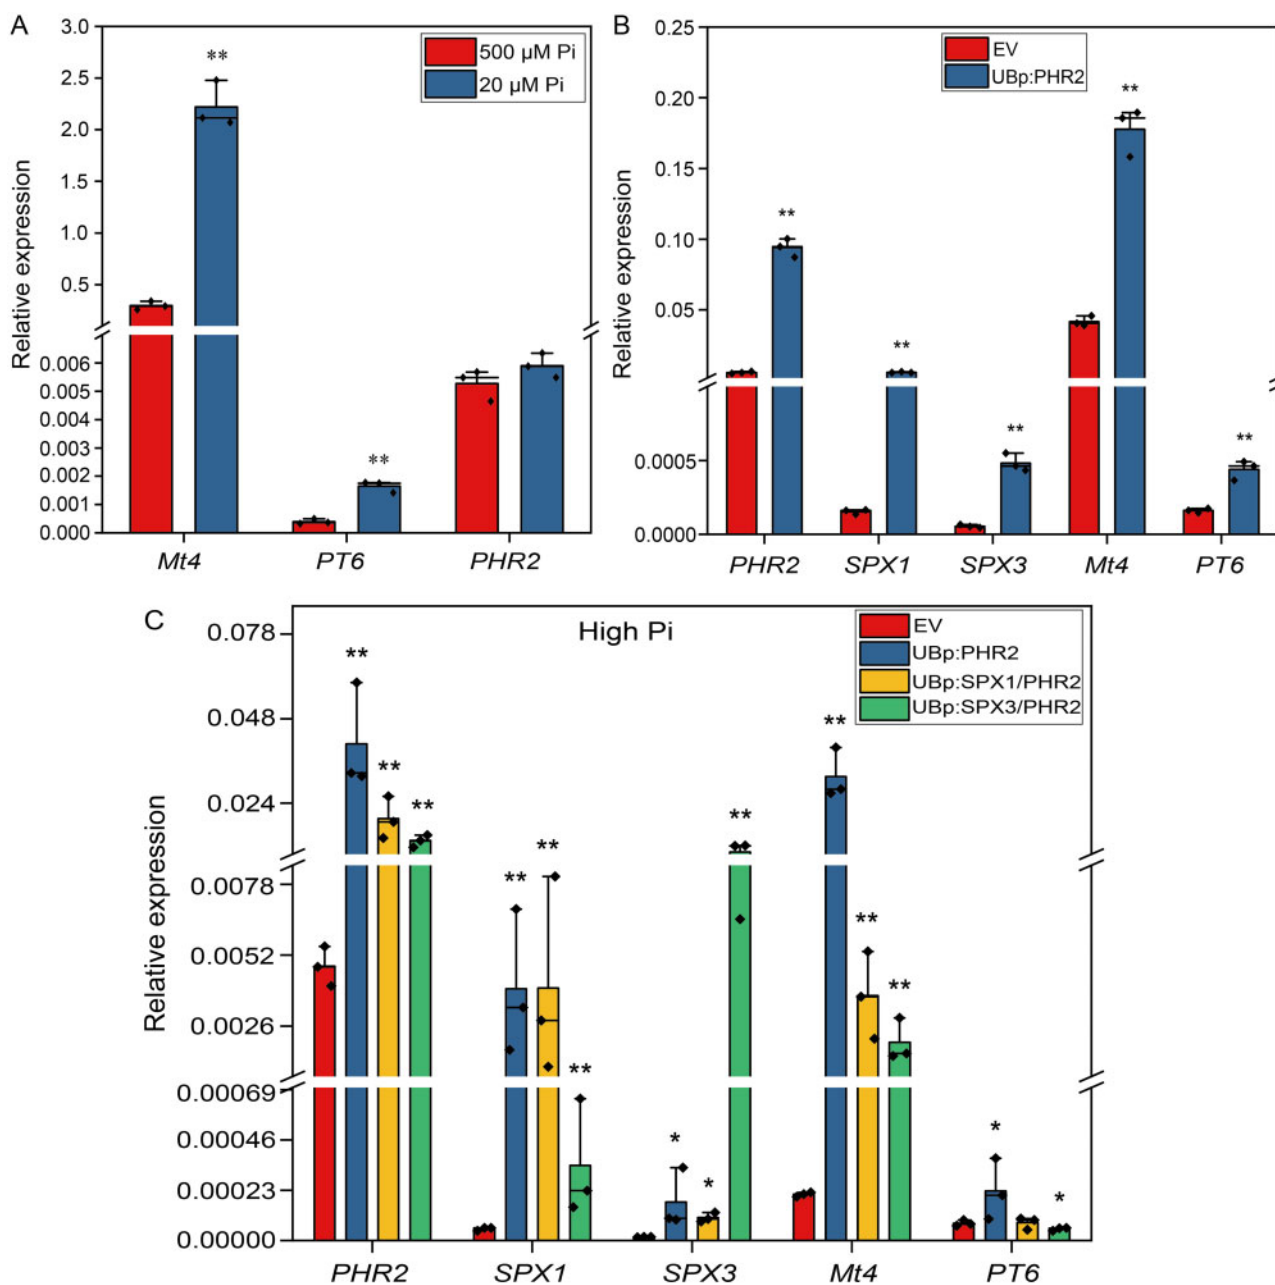 A
3.0
2.5
2.0
1.5
1.0
0.5
0.006
0.005
0.004
0.003
0.002
0.001
0.000
Relative expression
500 μM Pi
20 μM Pi
**
**
Mt4 PT6 PHR2
B
0.25
0.20
0.15
0.10
0.05
0.0005
0.0000
Relative expression
EV
UBp:PHR2
**
**
**
**
**
PHR2 SPX1 SPX3 Mt4 PT6
C
High Pi
0.078
0.048
0.024
0.0078
0.0052
0.0026
0.00069
0.00046
0.00023
0.00000
Relative expression
EV
UBp:PHR2
UBp:SPX1/PHR2
UBp:SPX3/PHR2
** ** **
** ** **
* * **
** ** **
* *
PHR2 SPX1 SPX3 Mt4 PT6